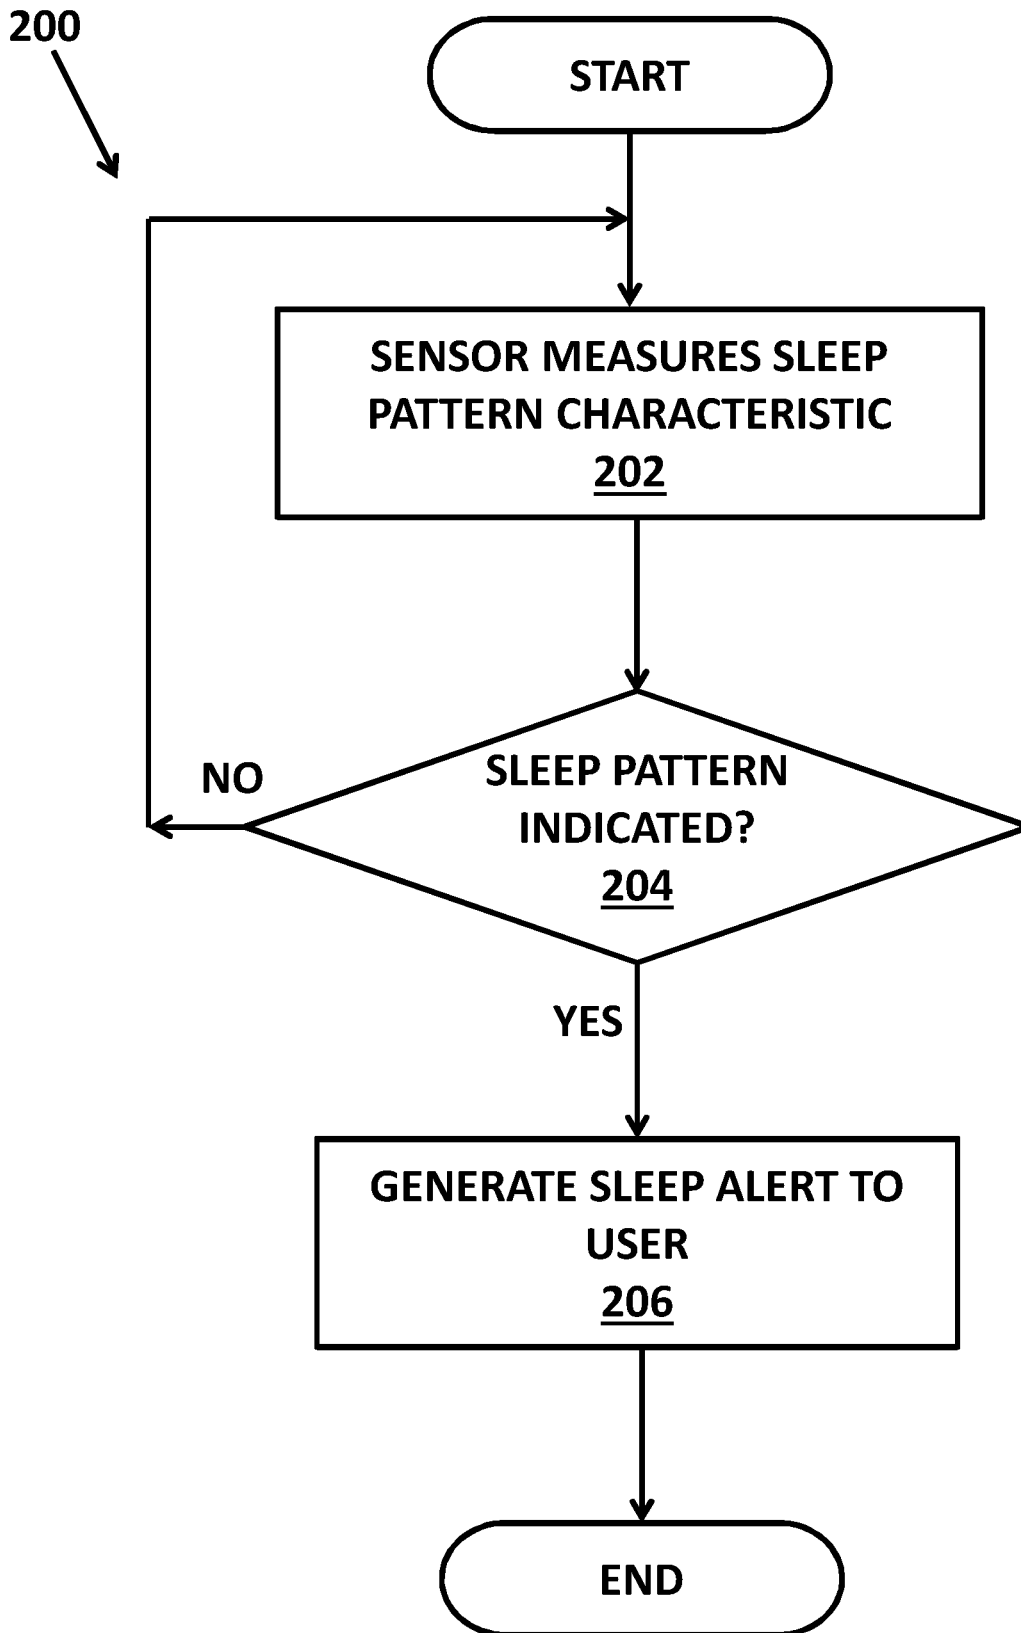 200
START
SENSOR MEASURES SLEEP
PATTERN CHARACTERISTIC
202
NO
SLEEP PATTERN
INDICATED?
204
YES
GENERATE SLEEP ALERT TO
USER
206
END